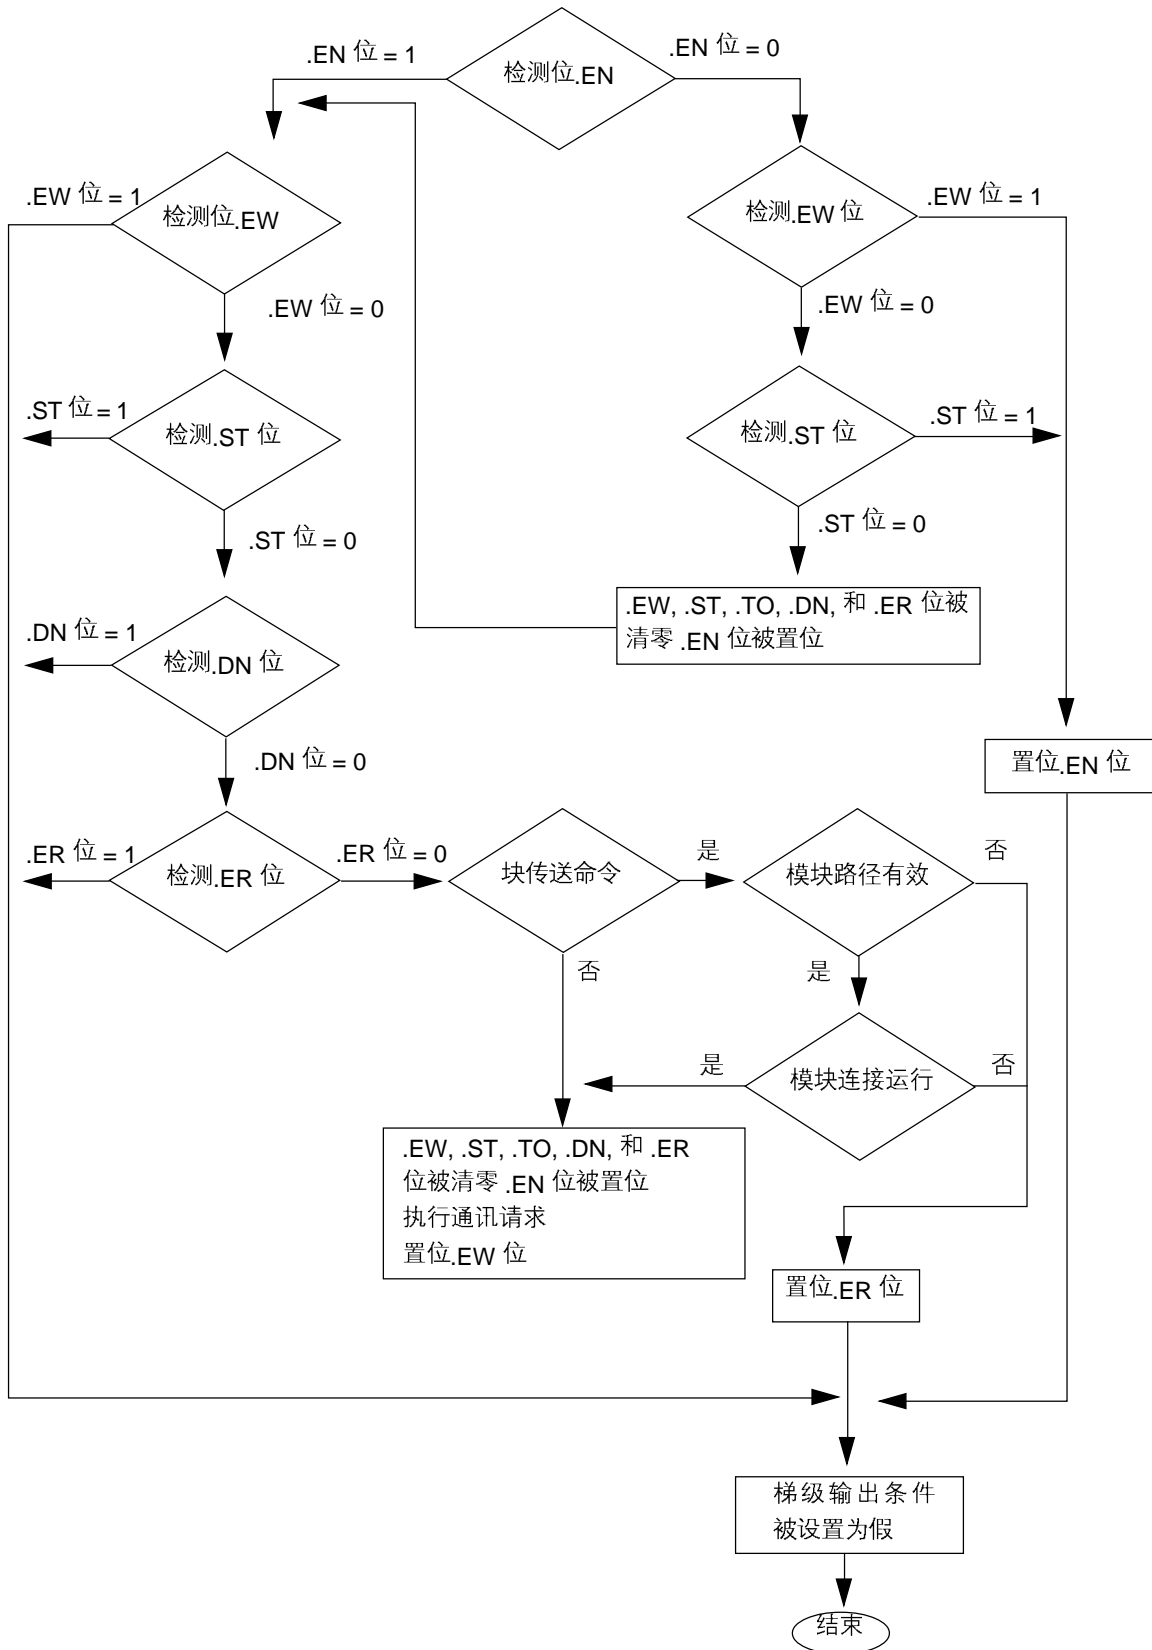 .EN 位 = 1
.EN 位 = 0
检测位.EN
.EW 位 = 1
检测位.EW
检测.EW 位
.EW 位 = 1
.EW 位 = 0
.EW 位 = 0
.ST 位 = 1
检测.ST 位
检测.ST 位
.ST 位 = 1
.ST 位 = 0
.ST 位 = 0
.EW, .ST, .TO, .DN, 和 .ER 位被
清零 .EN 位被置位
.DN 位 = 1
检测.DN 位
.DN 位 = 0
置位.EN 位
.ER 位 = 1
检测.ER 位
.ER 位 = 0
块传送命令
是
模块路径有效
否
否
是
是
模块连接运行
否
.EW, .ST, .TO, .DN, 和 .ER
位被清零 .EN 位被置位
执行通讯请求
置位.EW 位
置位.ER 位
梯级输出条件
被设置为假
结束